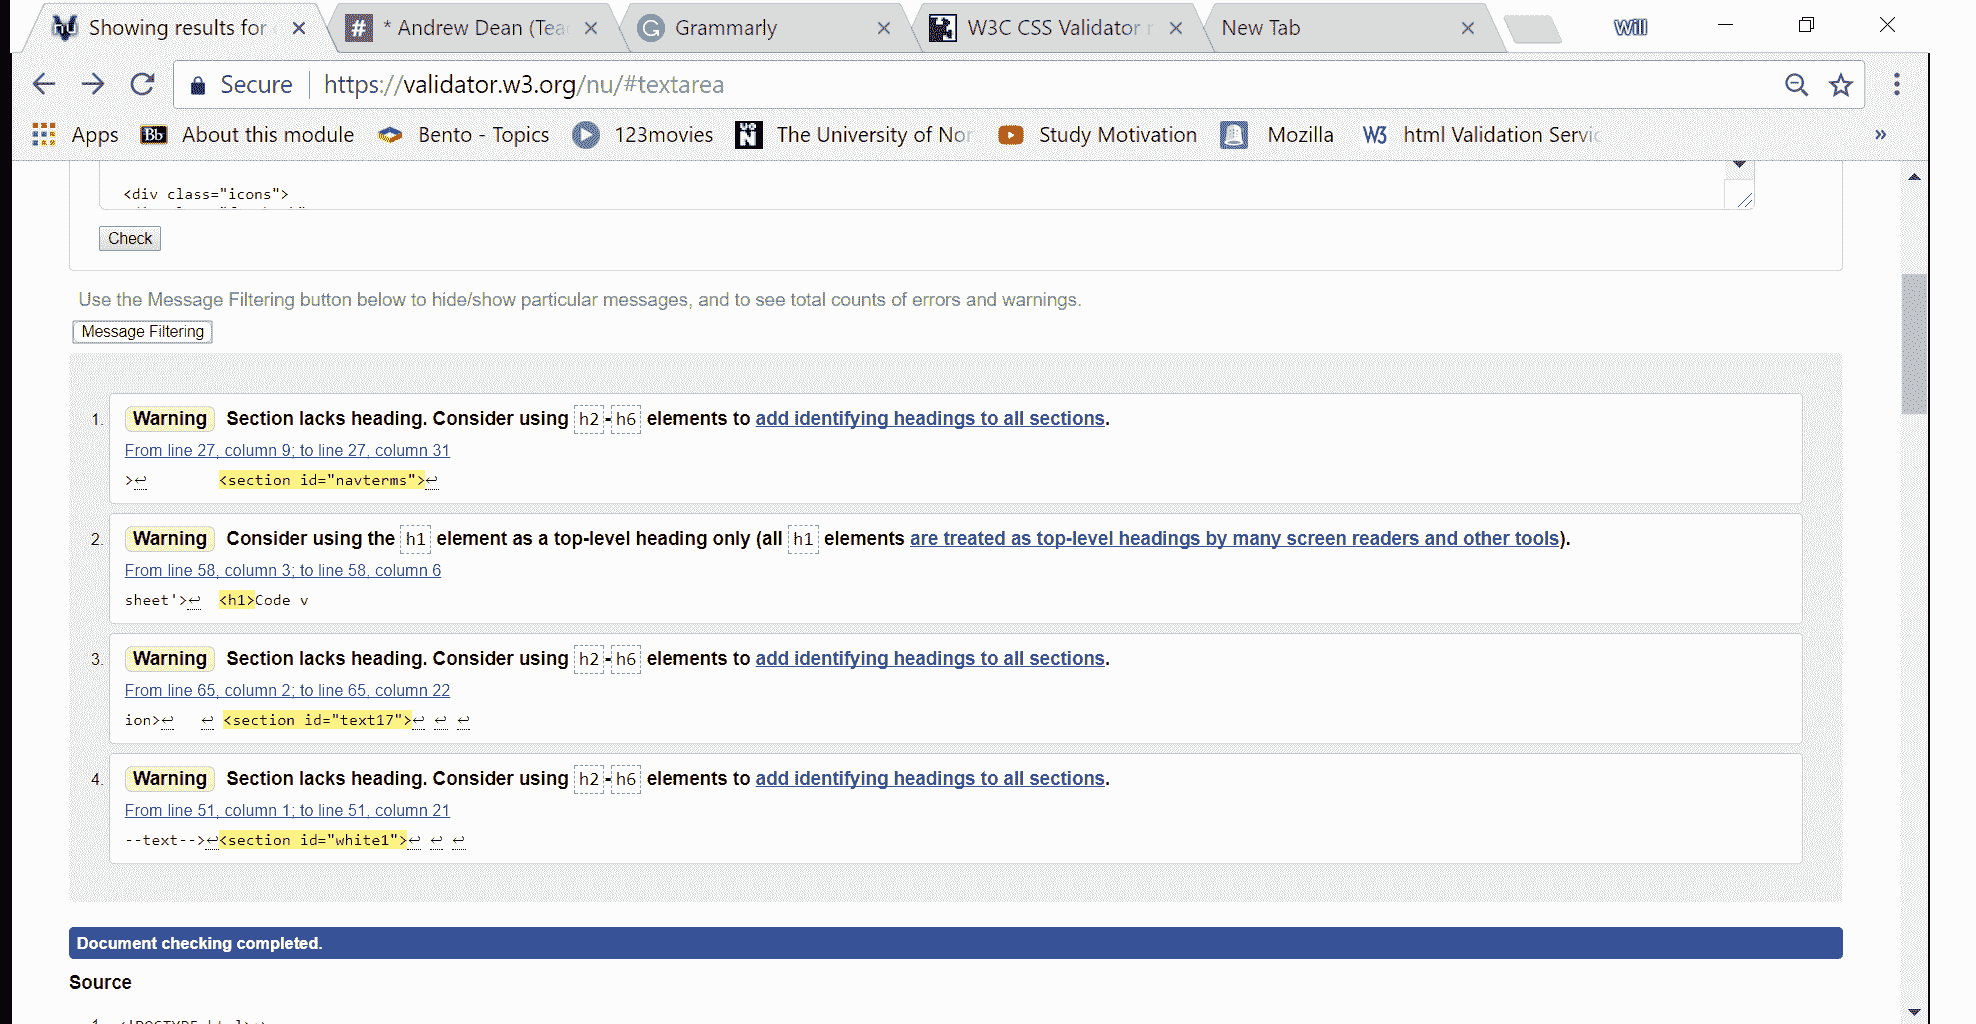 Showing results for
* Andrew Dean (Tea
Grammarly
W3C CSS Validator r
New Tab
Will
Secure https://validator.w3.org/nu/#textarea
Apps Bb About this module Bento - Topics 123movies UoN The University of Nor Study Motivation Mozilla W3 html Validation Servic »
<div class="icons">
Check
Use the Message Filtering button below to hide/show particular messages, and to see total counts of errors and warnings.
Message Filtering
1. Warning Section lacks heading. Consider using h2-h6 elements to add identifying headings to all sections.
From line 27, column 9; to line 27, column 31
>↩ <section id="navterms">↩
2. Warning Consider using the h1 element as a top-level heading only (all h1 elements are treated as top-level headings by many screen readers and other tools).
From line 58, column 3; to line 58, column 6
sheet'>↩ <h1>Code v
3. Warning Section lacks heading. Consider using h2-h6 elements to add identifying headings to all sections.
From line 65, column 2; to line 65, column 22
ion>↩ ↩ <section id="text17">↩ ↩ ↩
4. Warning Section lacks heading. Consider using h2-h6 elements to add identifying headings to all sections.
From line 51, column 1; to line 51, column 21
--text-->↩<section id="white1">↩ ↩ ↩
Document checking completed.
Source